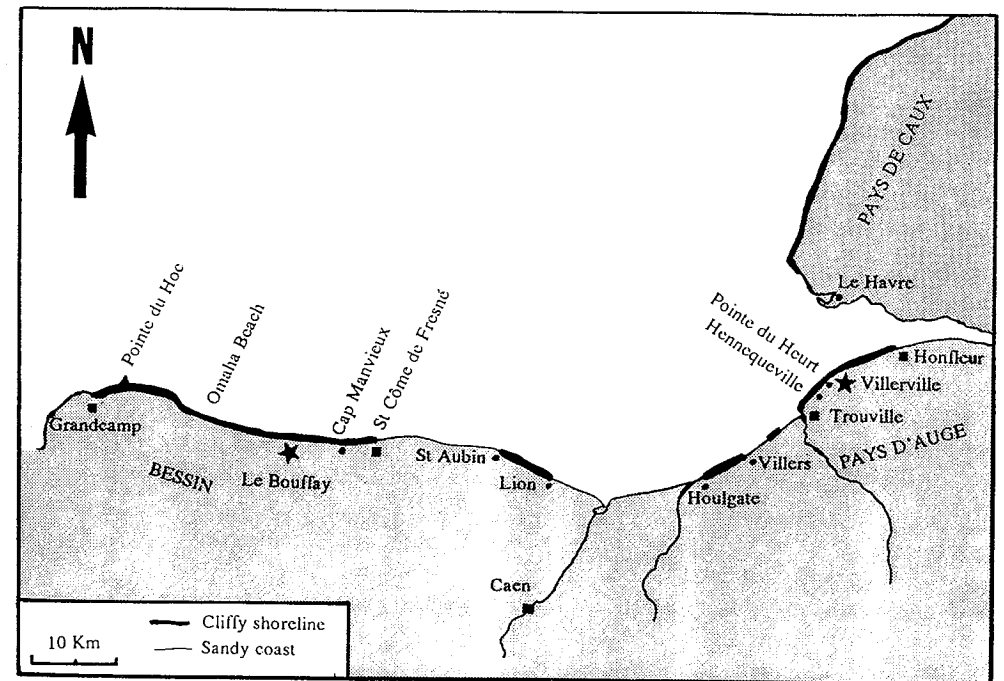 N
PAYS DE CAUX
Le Havre
Pointe du Hoc
Omaha Beach
Cap Manvieux
St Côme de Fresné
Pointe du Heurt
Hennequeville
Honfleur
Villerville
Trouville
PAYS D'AUGE
Grandcamp
BESSIN
Le Bouffay
St Aubin
Lion
Villers
Houlgate
Caen
Cliffy shoreline
10 Km
Sandy coast